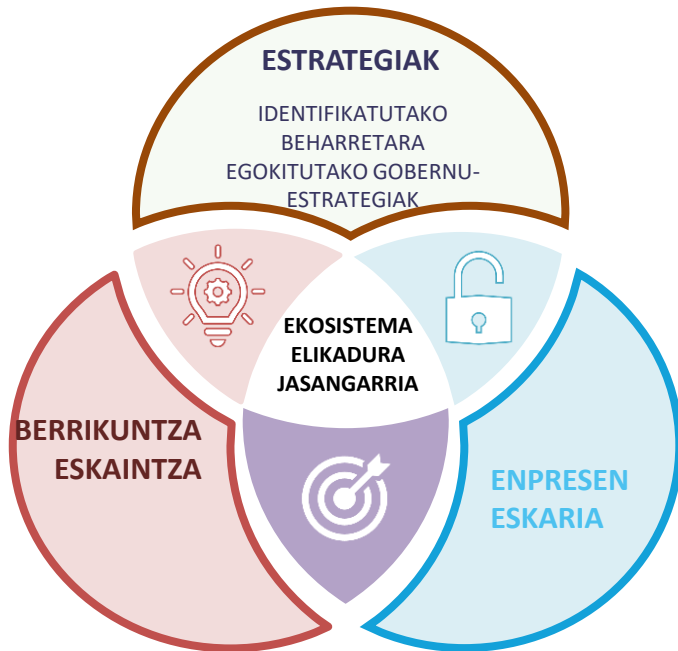 ESTRATEGIAK
IDENTIFIKATUTAKO
BEHARRETARA
EGOKITUTAKO GOBERNU-
ESTRATEGIAK
EKOSISTEMA
ELIKADURA
JASANGARRIA
BERRIKUNTZA
ESKAINTZA
ENPRESEN
ESKARIA